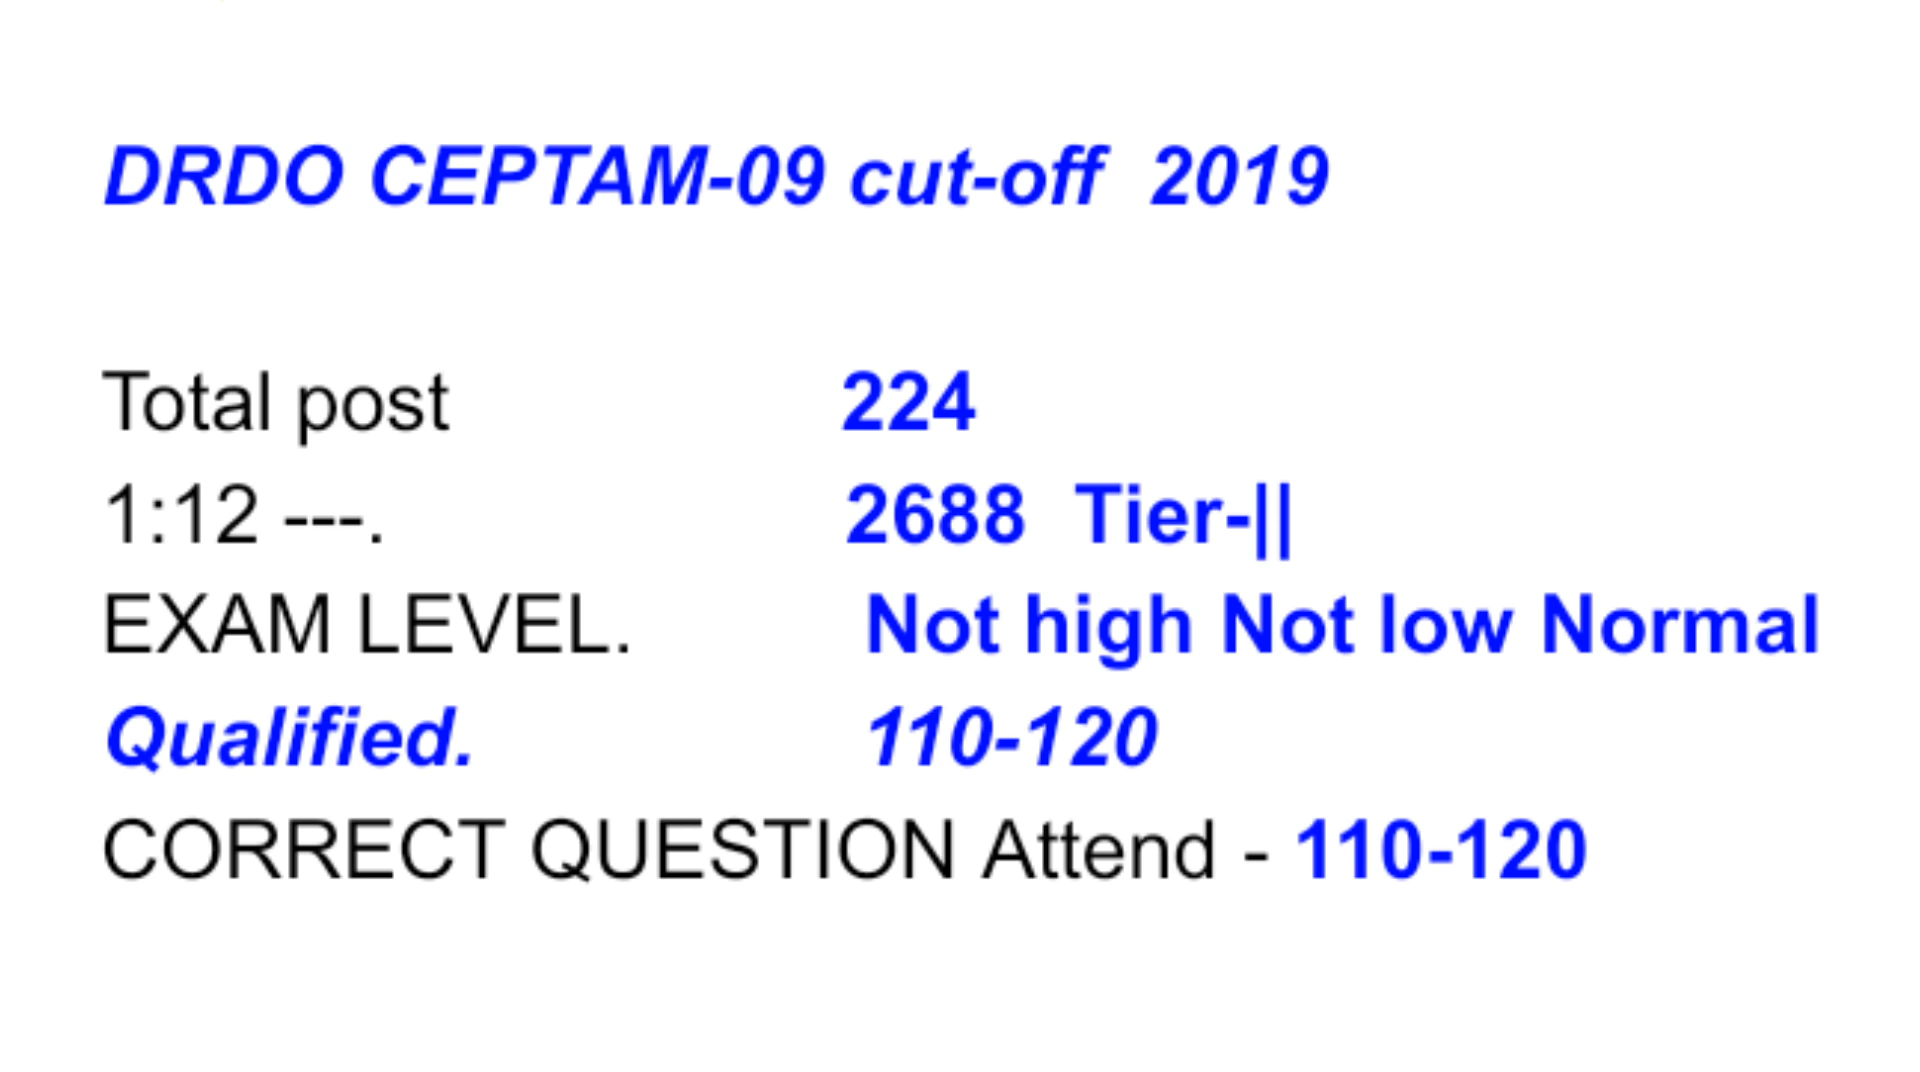 DRDO CEPTAM-09 cut-off 2019
Total post 224
1:12 ---. 2688 Tier-||
EXAM LEVEL. Not high Not low Normal
Qualified. 110-120
CORRECT QUESTION Attend - 110-120